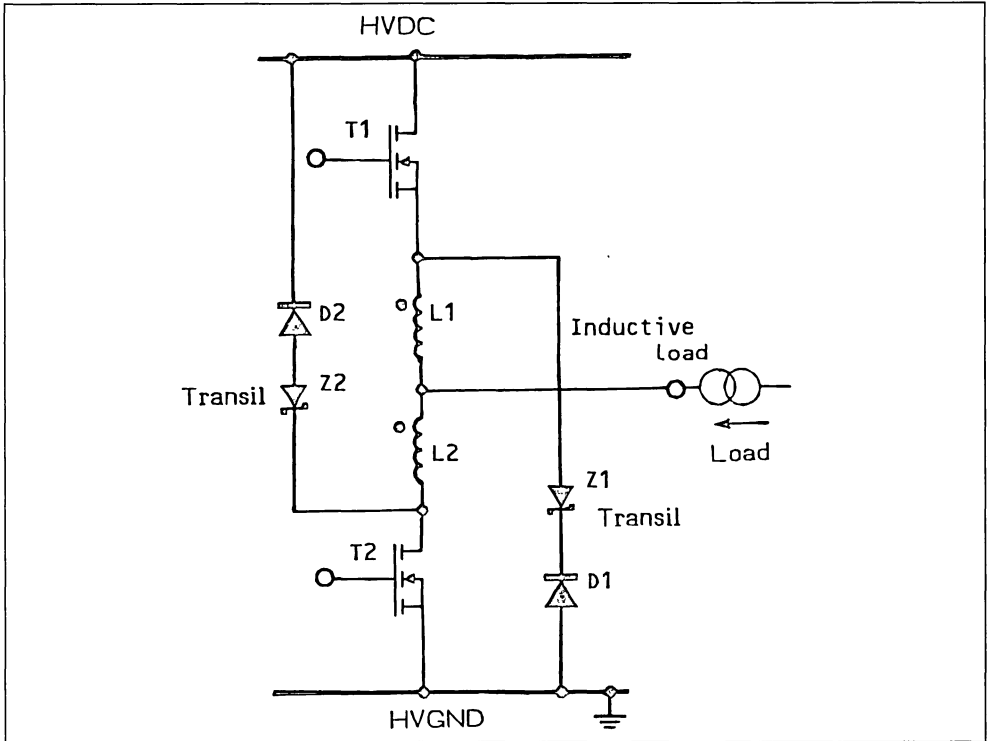 HVDC
T1
D2
L1
Inductive
load
Transil
Z2
L2
Load
Z1
Transil
T2
D1
HVGND